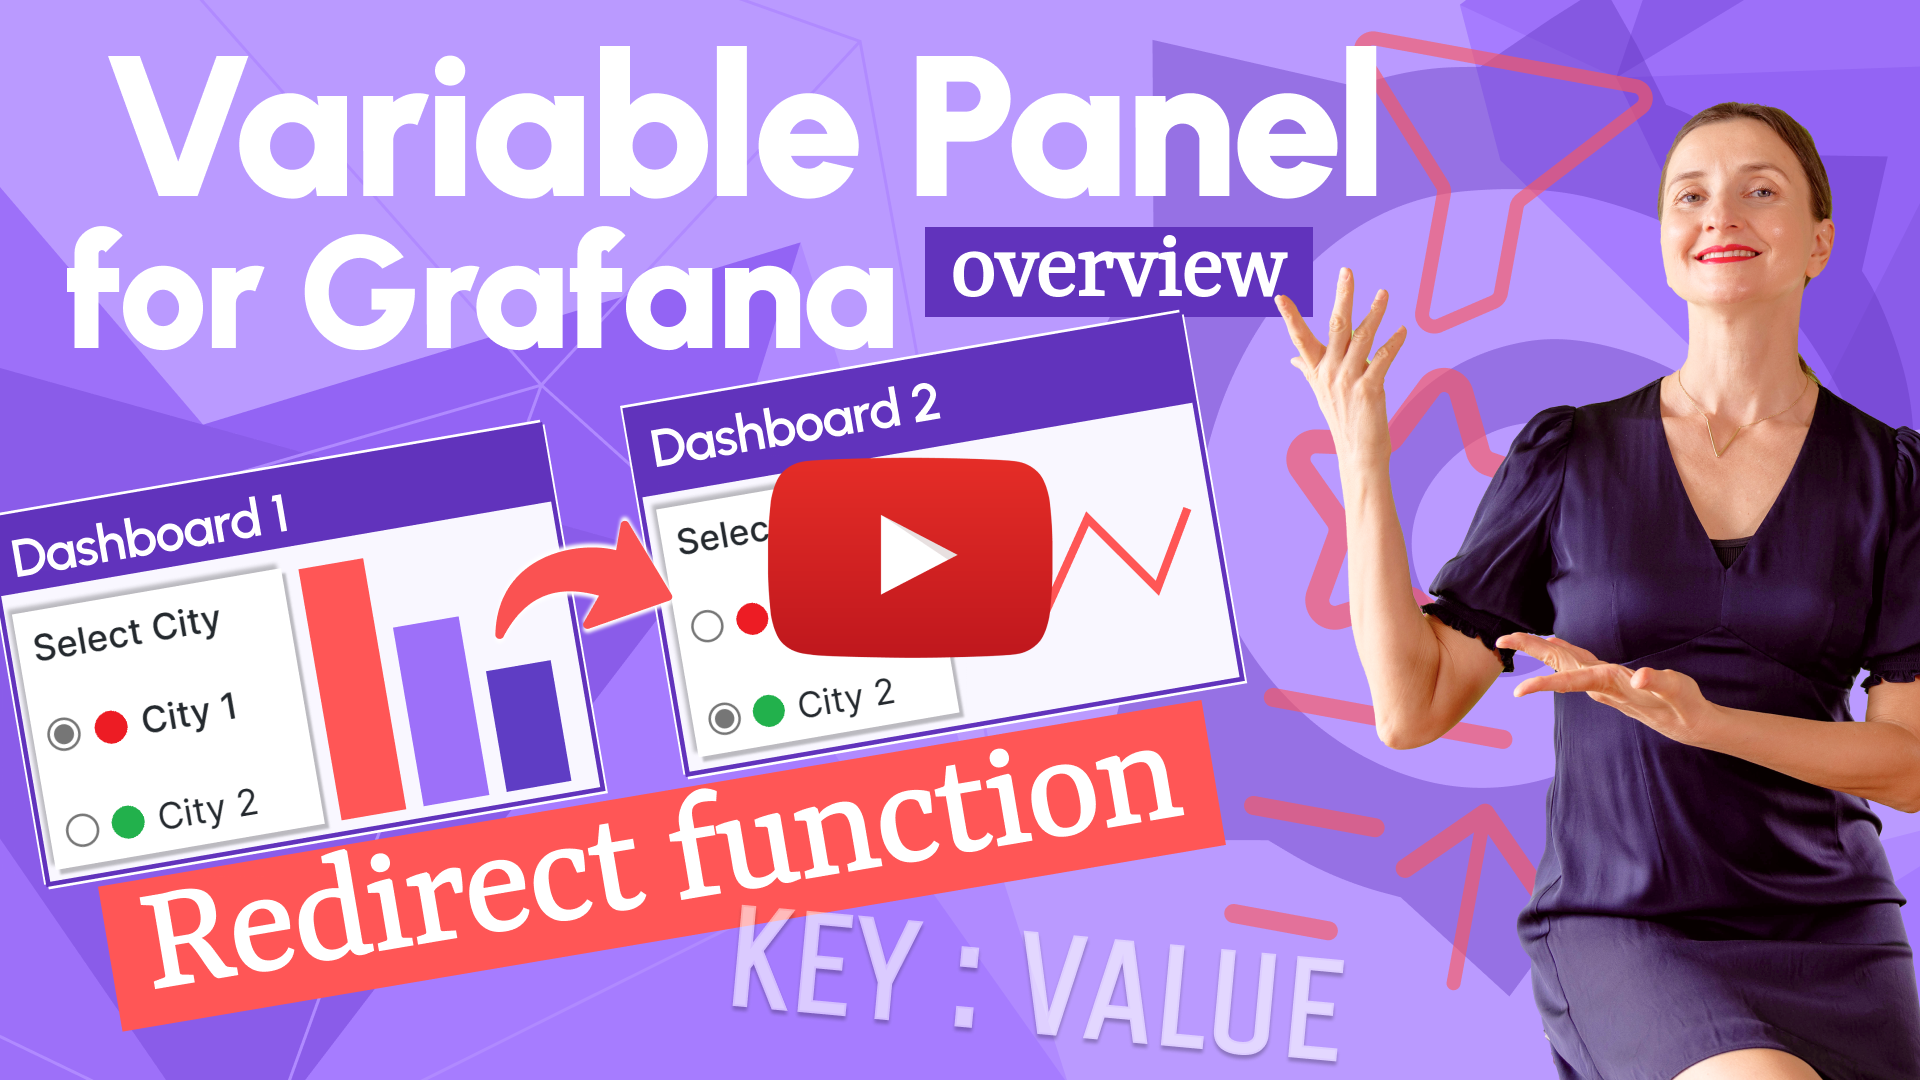 Variable Panel
for Grafana
overview
Dashboard 1
Select City
City 1
City 2
Dashboard 2
Selec
City 2
Redirect function
KEY : VALUE